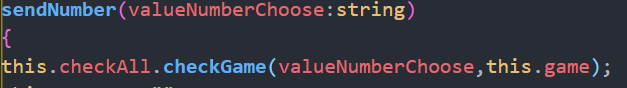 sendNumber(valueNumberChoose:string)
{
this.checkAll.checkGame(valueNumberChoose,this.game);